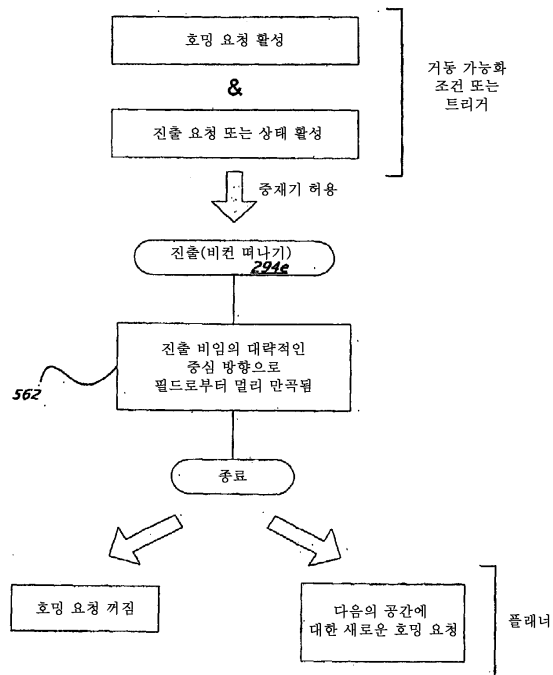 호밍 요청 활성
&
진출 요청 또는 상태 활성
거동 가능화
조건 또는
트리거
중재기 허용
진출(비컨 떠나기)
294e
진출 비임의 대략적인
중심 방향으로
필드로부터 멀리 만곡됨
562
종료
호밍 요청 꺼짐
다음의 공간에
대한 새로운 호밍 요청
플래너